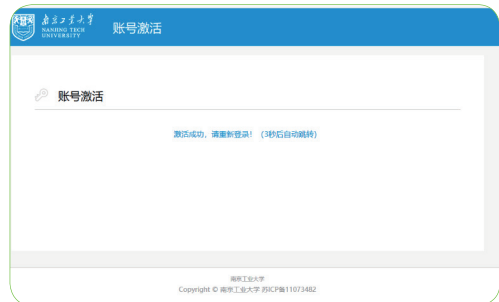 南京工业大学
NANJING TECH
UNIVERSITY
账号激活
账号激活
激活成功，请重新登录！（3秒后自动跳转）
南京工业大学
Copyright © 南京工业大学 苏ICP备11073482